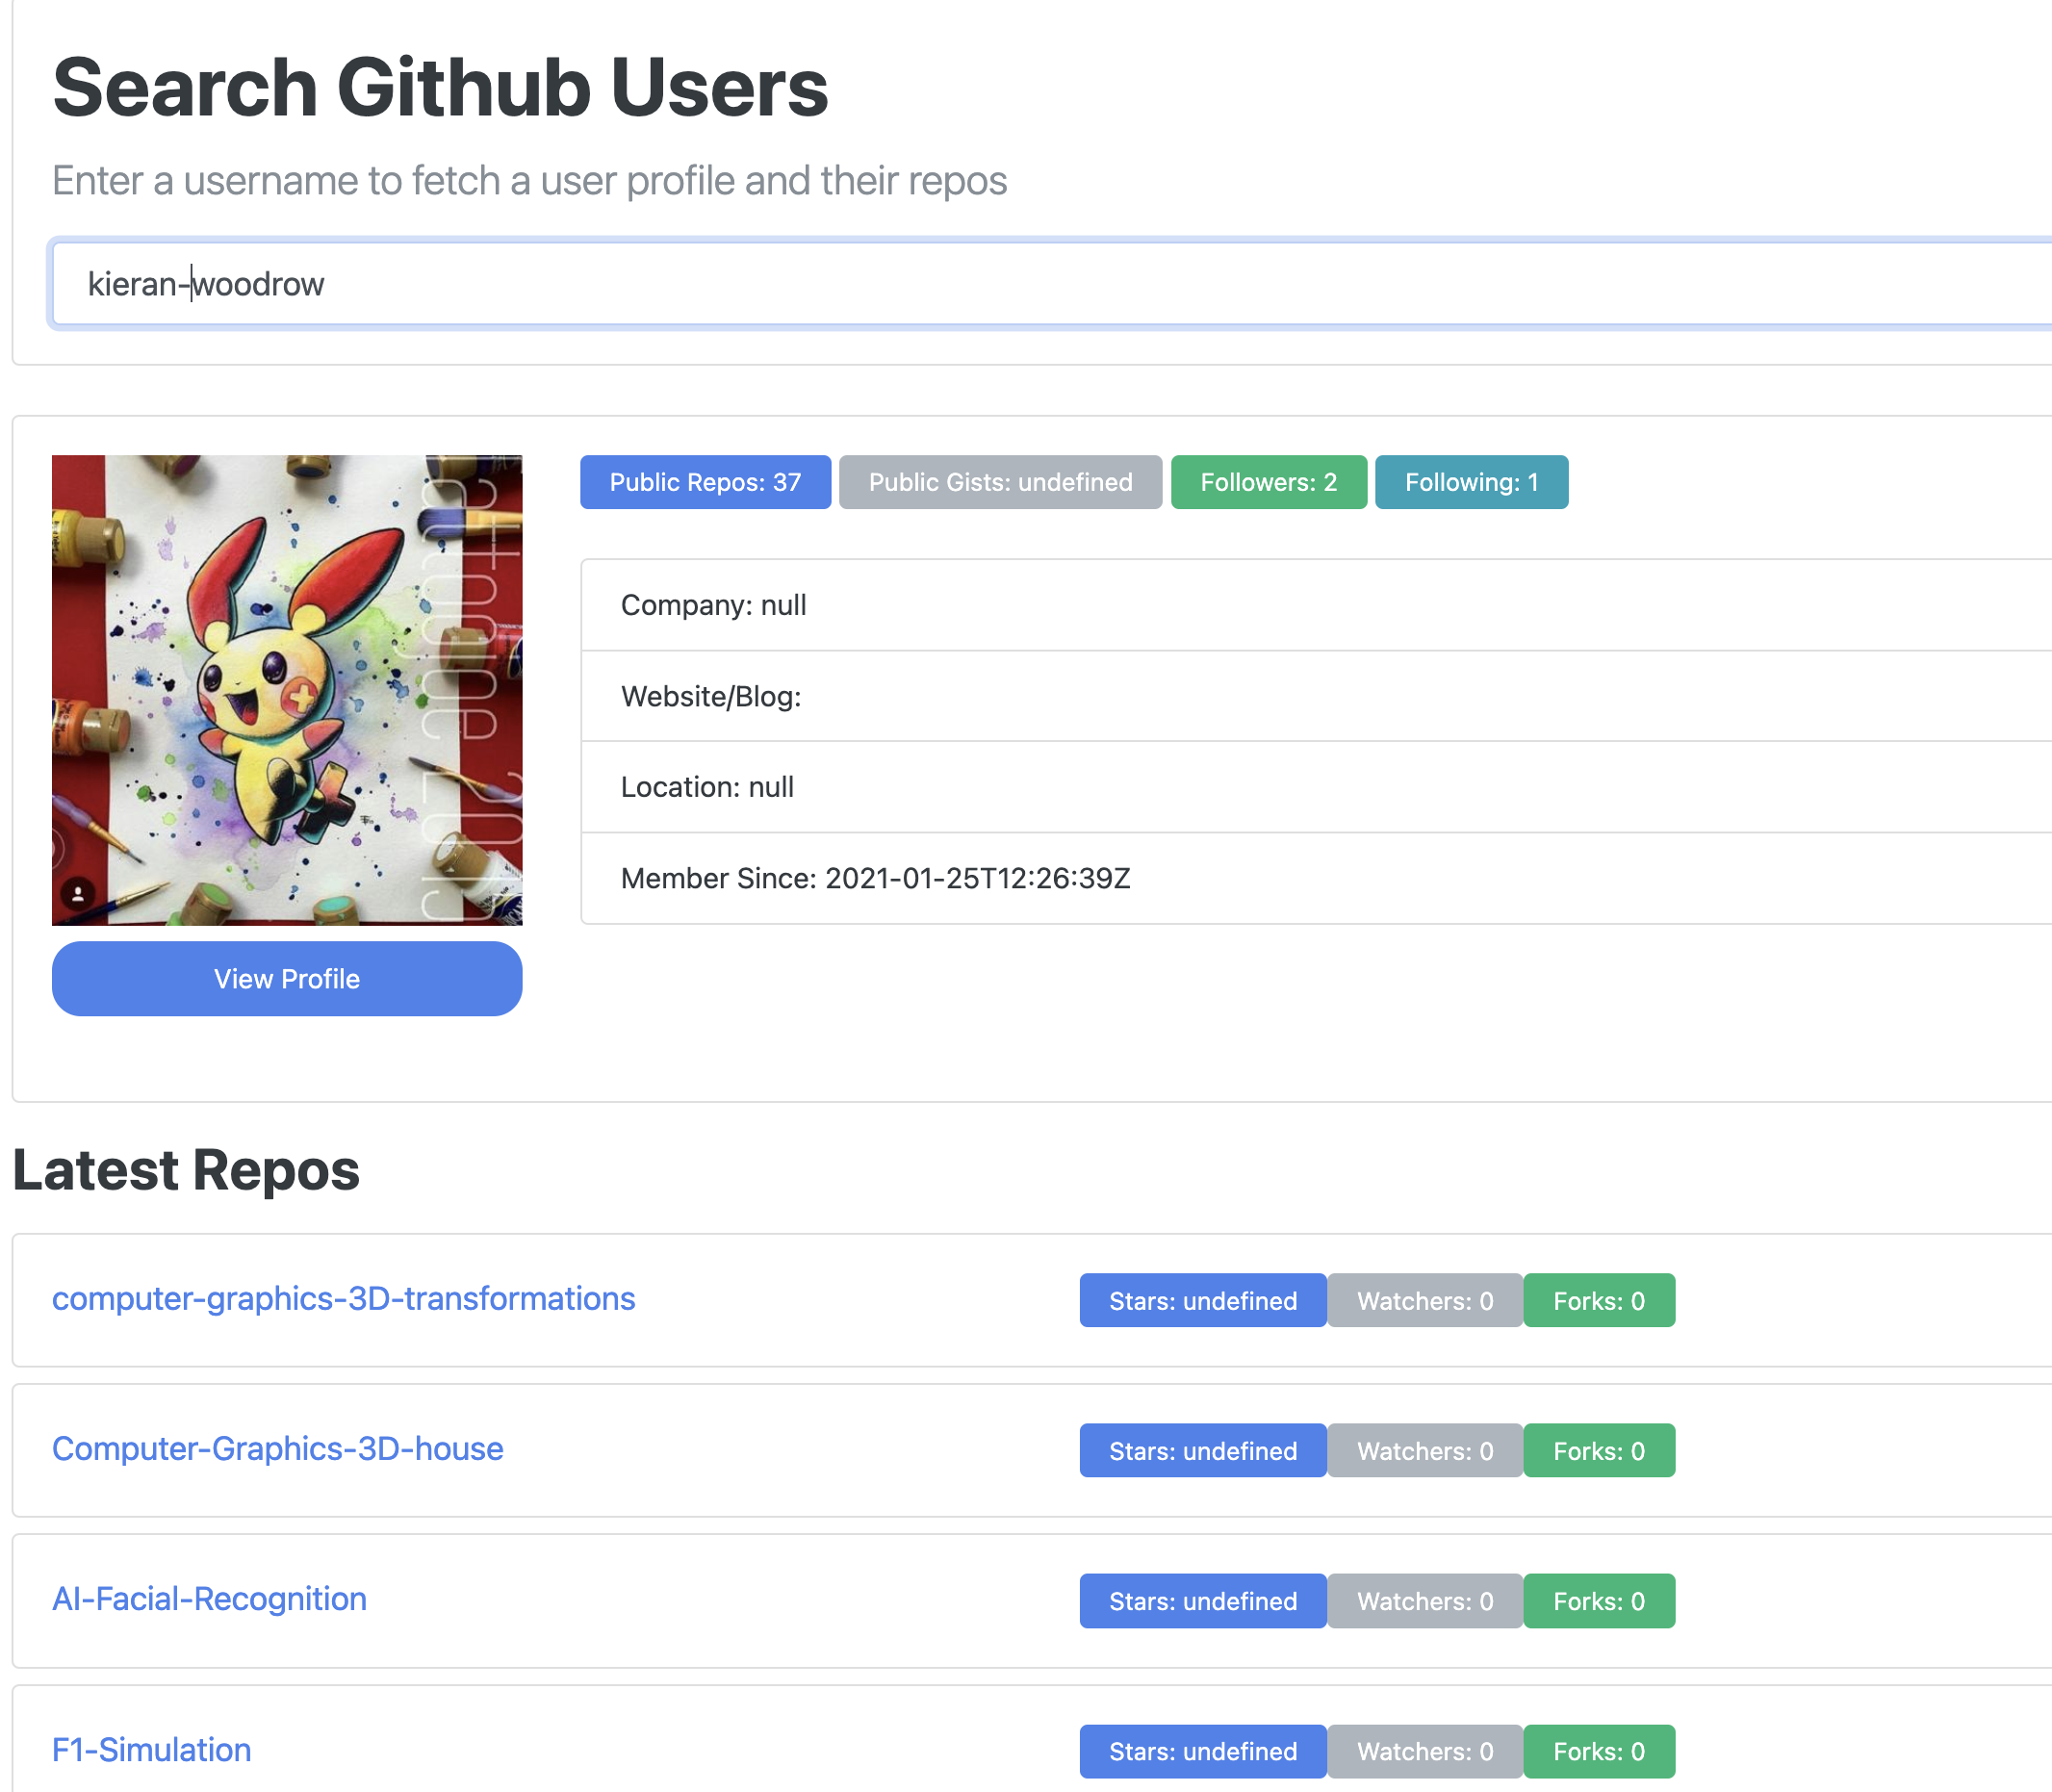 Search Github Users
Enter a username to fetch a user profile and their repos
kieran-woodrow
Public Repos: 37 Public Gists: undefined Followers: 2 Following: 1
Company: null
Website/Blog:
Location: null
Member Since: 2021-01-25T12:26:39Z
View Profile
Latest Repos
computer-graphics-3D-transformations Stars: undefined Watchers: 0 Forks: 0
Computer-Graphics-3D-house Stars: undefined Watchers: 0 Forks: 0
AI-Facial-Recognition Stars: undefined Watchers: 0 Forks: 0
F1-Simulation Stars: undefined Watchers: 0 Forks: 0